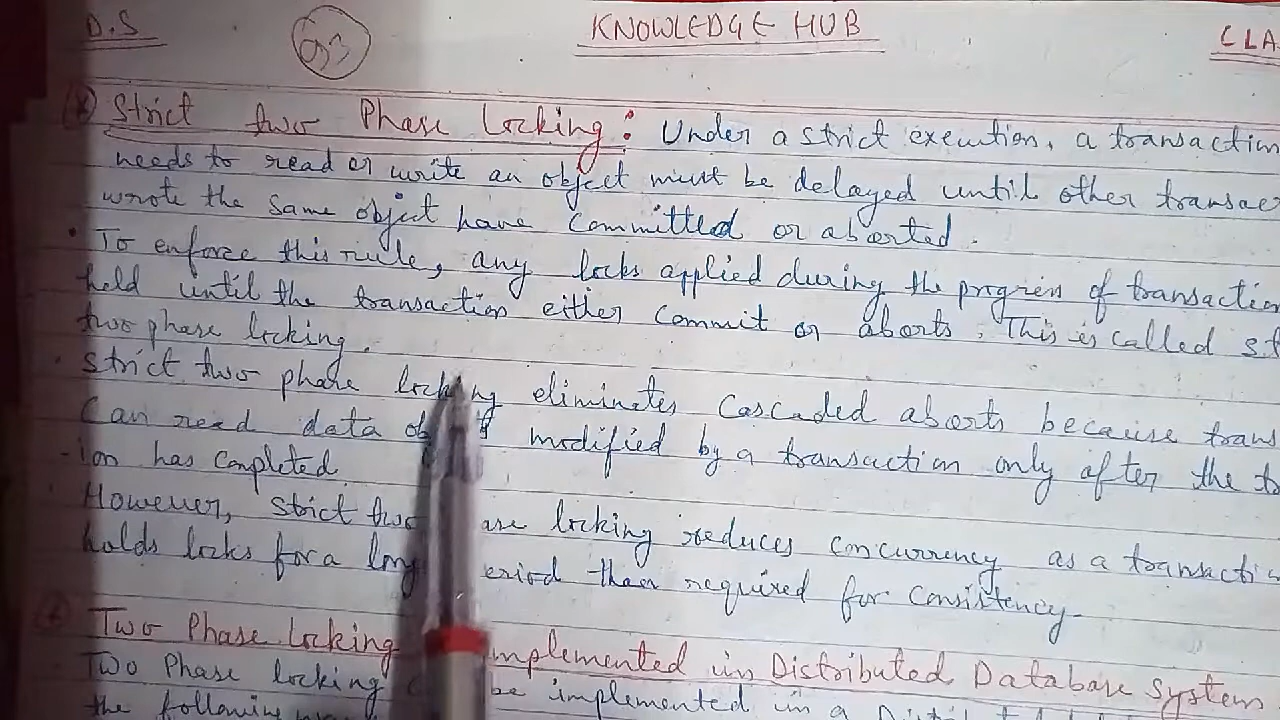 D.S
KNOWLEDGE HUB
CLA
Strict two Phase Locking: Under a strict execution, a transaction
needs to read or write an object must be delayed until other transac
wrote the same object have committed or aborted.
• To enforce this rule, any locks applied during the progress of transaction
held until the transaction either commit or aborts. This is called st
two phase locking.
• Strict two phase locking eliminates cascaded aborts because trans
can read data modified by a transaction only after the
-ion has completed.
However, strict two locking reduces concurrency as a transacti
holds locks for a than required for consistency.
Two Phase Locking implemented in Distributed Database System
Two Phase locking be implemented in a
the following